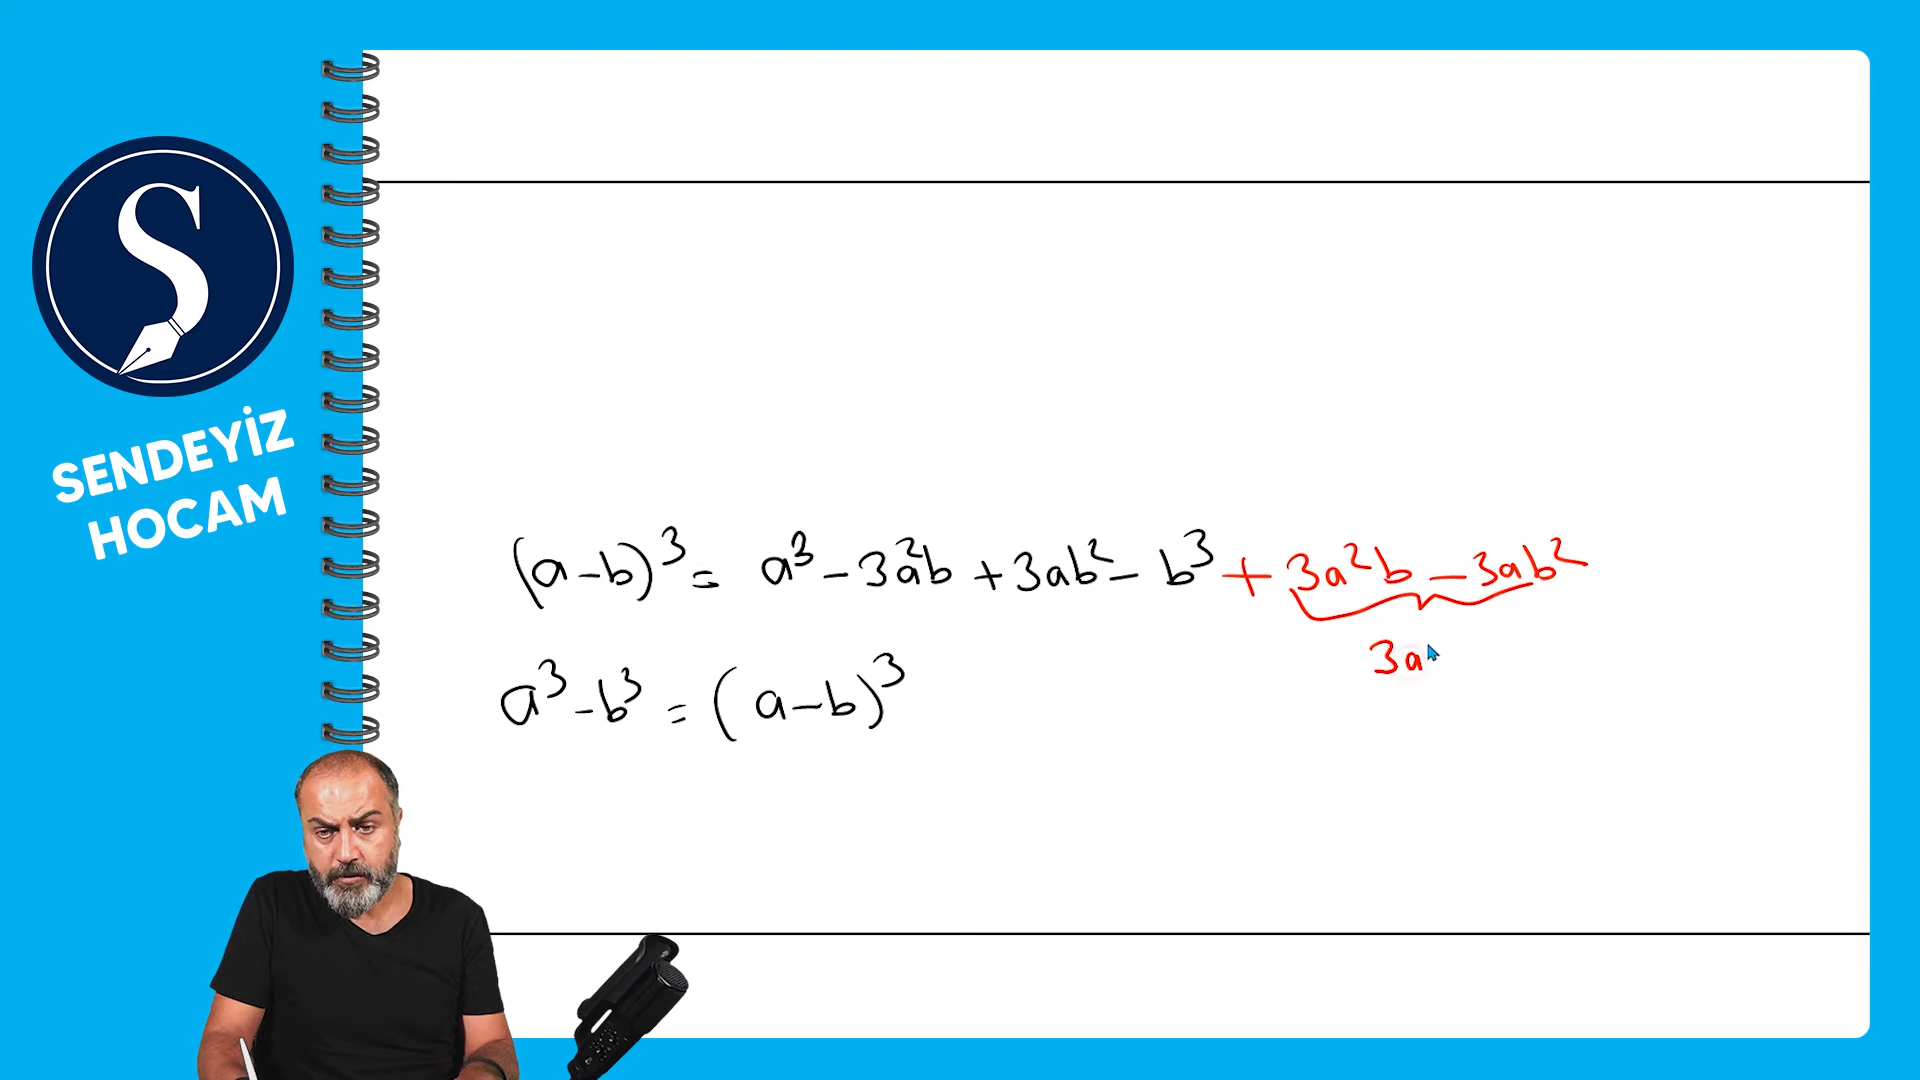 SENDEYİZ
HOCAM
(a-b)³ = a³ - 3a²b + 3ab² - b³ + 3a²b - 3ab²
3a
a³ - b³ = (a-b)³